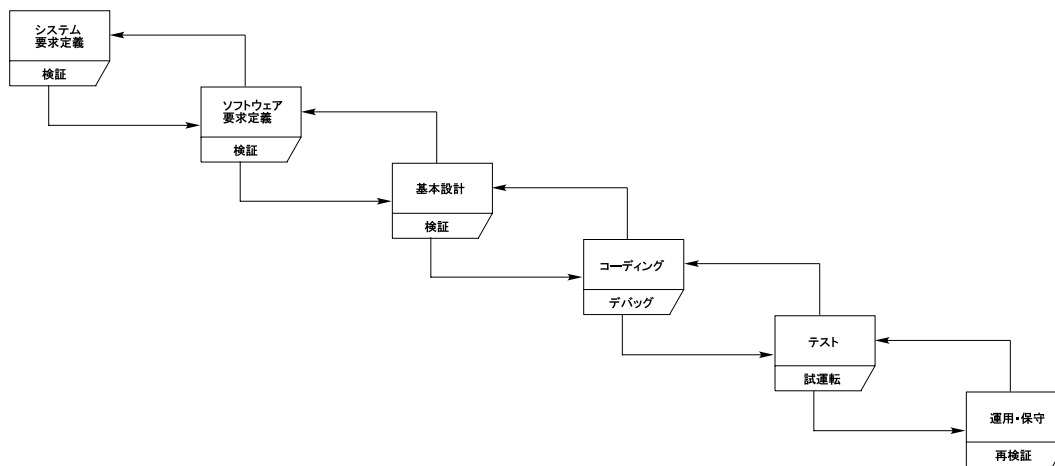 システム
要求定義
検証
ソフトウェア
要求定義
検証
基本設計
検証
コーディング
デバッグ
テスト
試運転
運用・保守
再検証